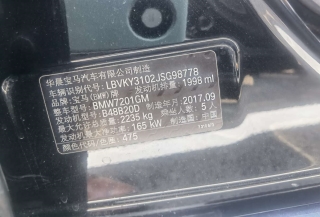 华晨宝马汽车有限公司制造
车辆识别代号: LBVKY3102JSG98778
品牌: 宝马(BMW)牌 发动机排量: 1998 ml
整车型号: BMW7201GM
发动机型号: B48B20D 制造年月: 2017.09
最大允许总质量: 2235 kg 乘坐人数: 5 人
发动机最大净功率: 165 kW 制造国: 中国
颜色代码/总质: 475